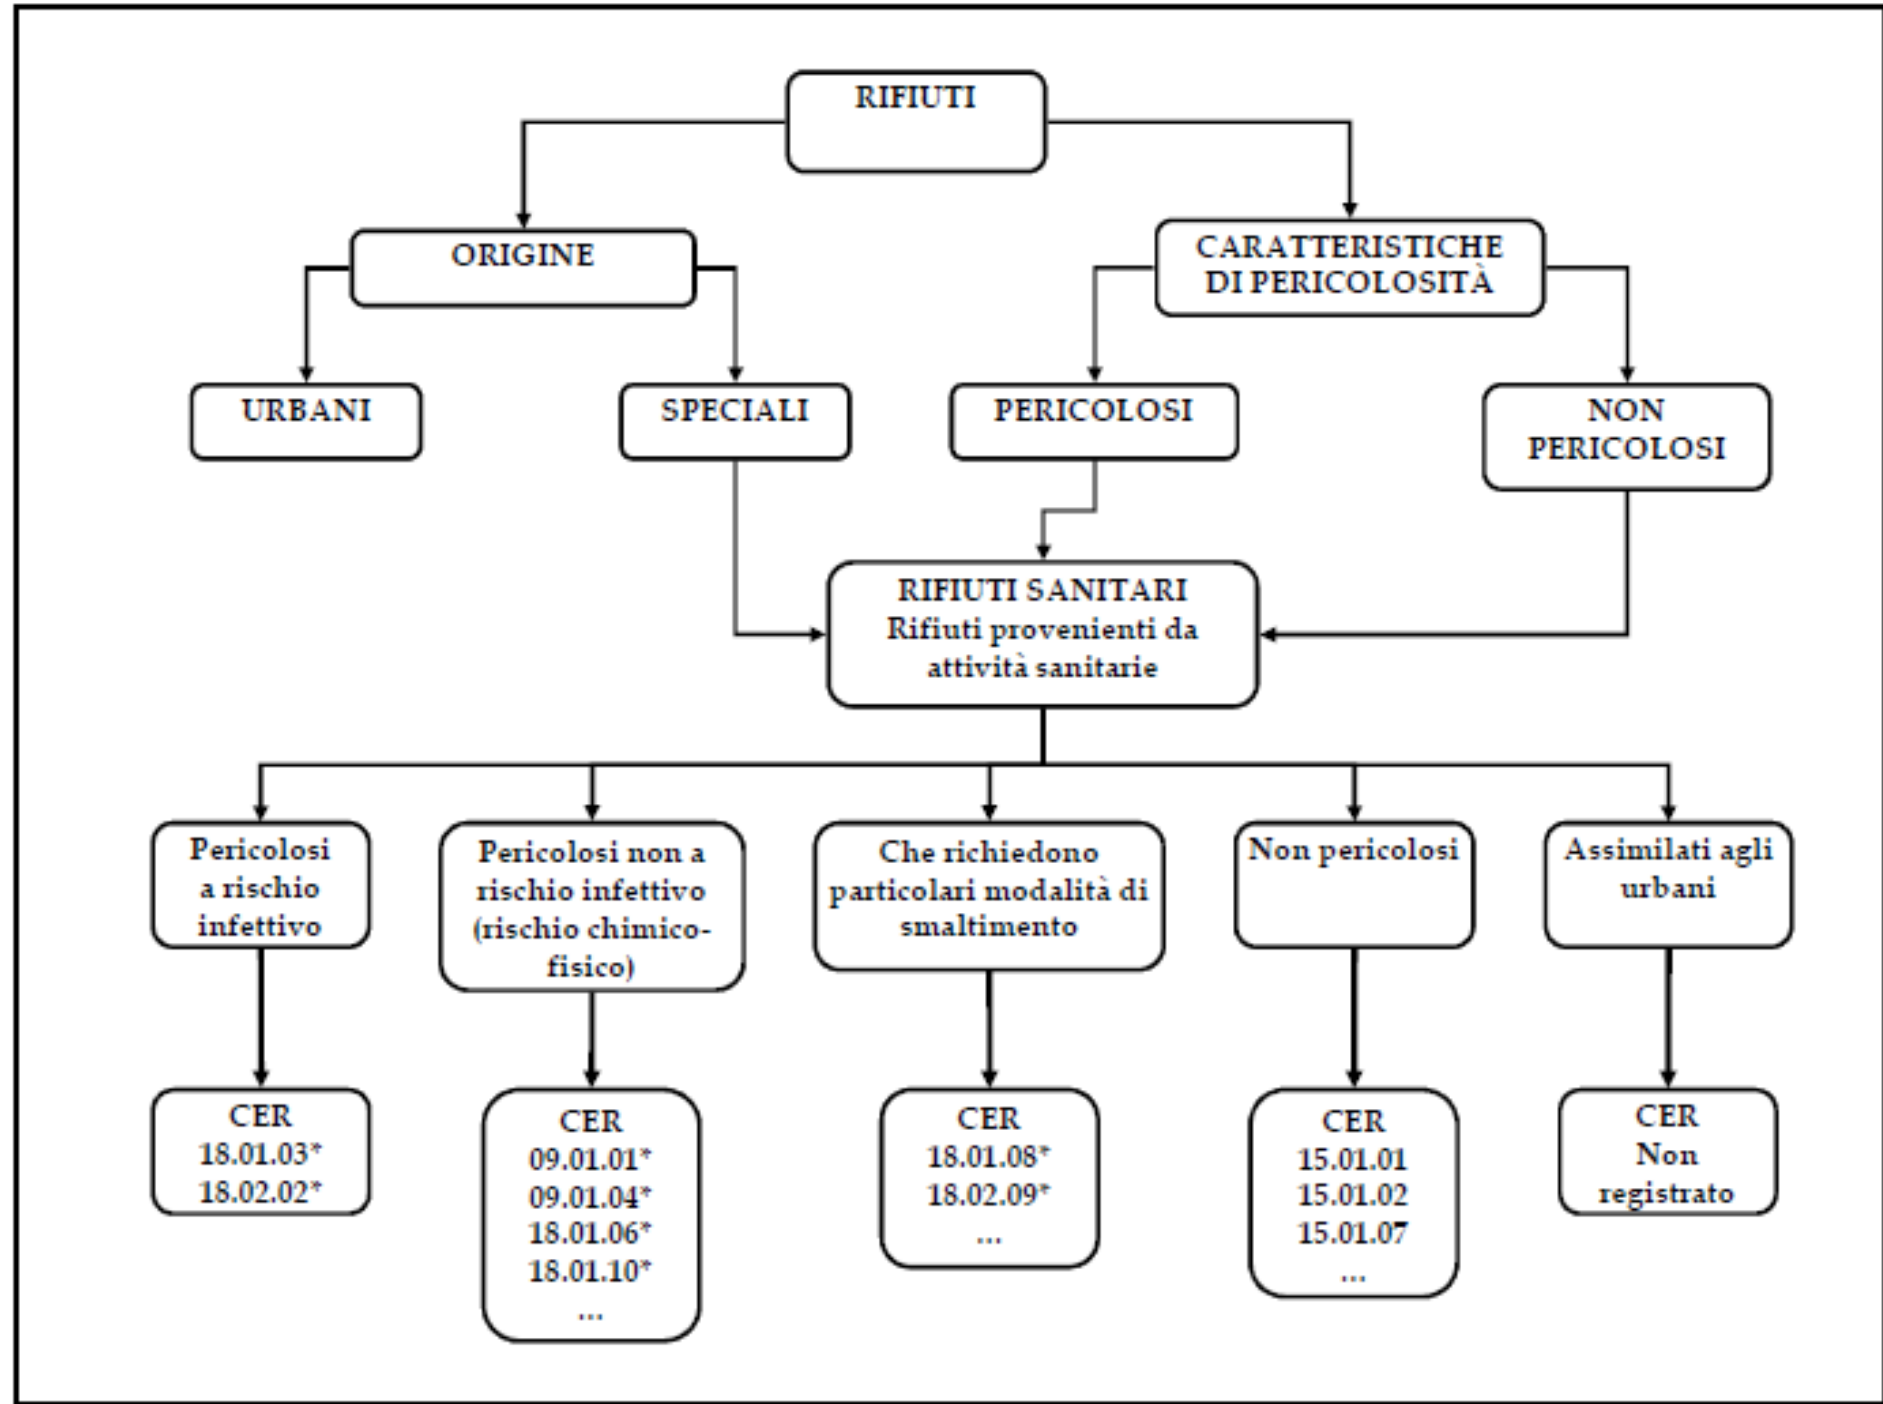 RIFIUTI
ORIGINE
CARATTERISTICHE
DI PERICOLOSITÀ
URBANI
SPECIALI
PERICOLOSI
NON
PERICOLOSI
RIFIUTI SANITARI
Rifiuti provenienti da
attività sanitarie
Pericolosi
a rischio
infettivo
Pericolosi non a
rischio infettivo
(rischio chimico-
fisico)
Che richiedono
particolari modalità di
smaltimento
Non pericolosi
Assimilati agli
urbani
CER
18.01.03*
18.02.02*
CER
09.01.01*
09.01.04*
18.01.06*
18.01.10*
...
CER
18.01.08*
18.02.09*
...
CER
15.01.01
15.01.02
15.01.07
...
CER
Non
registrato